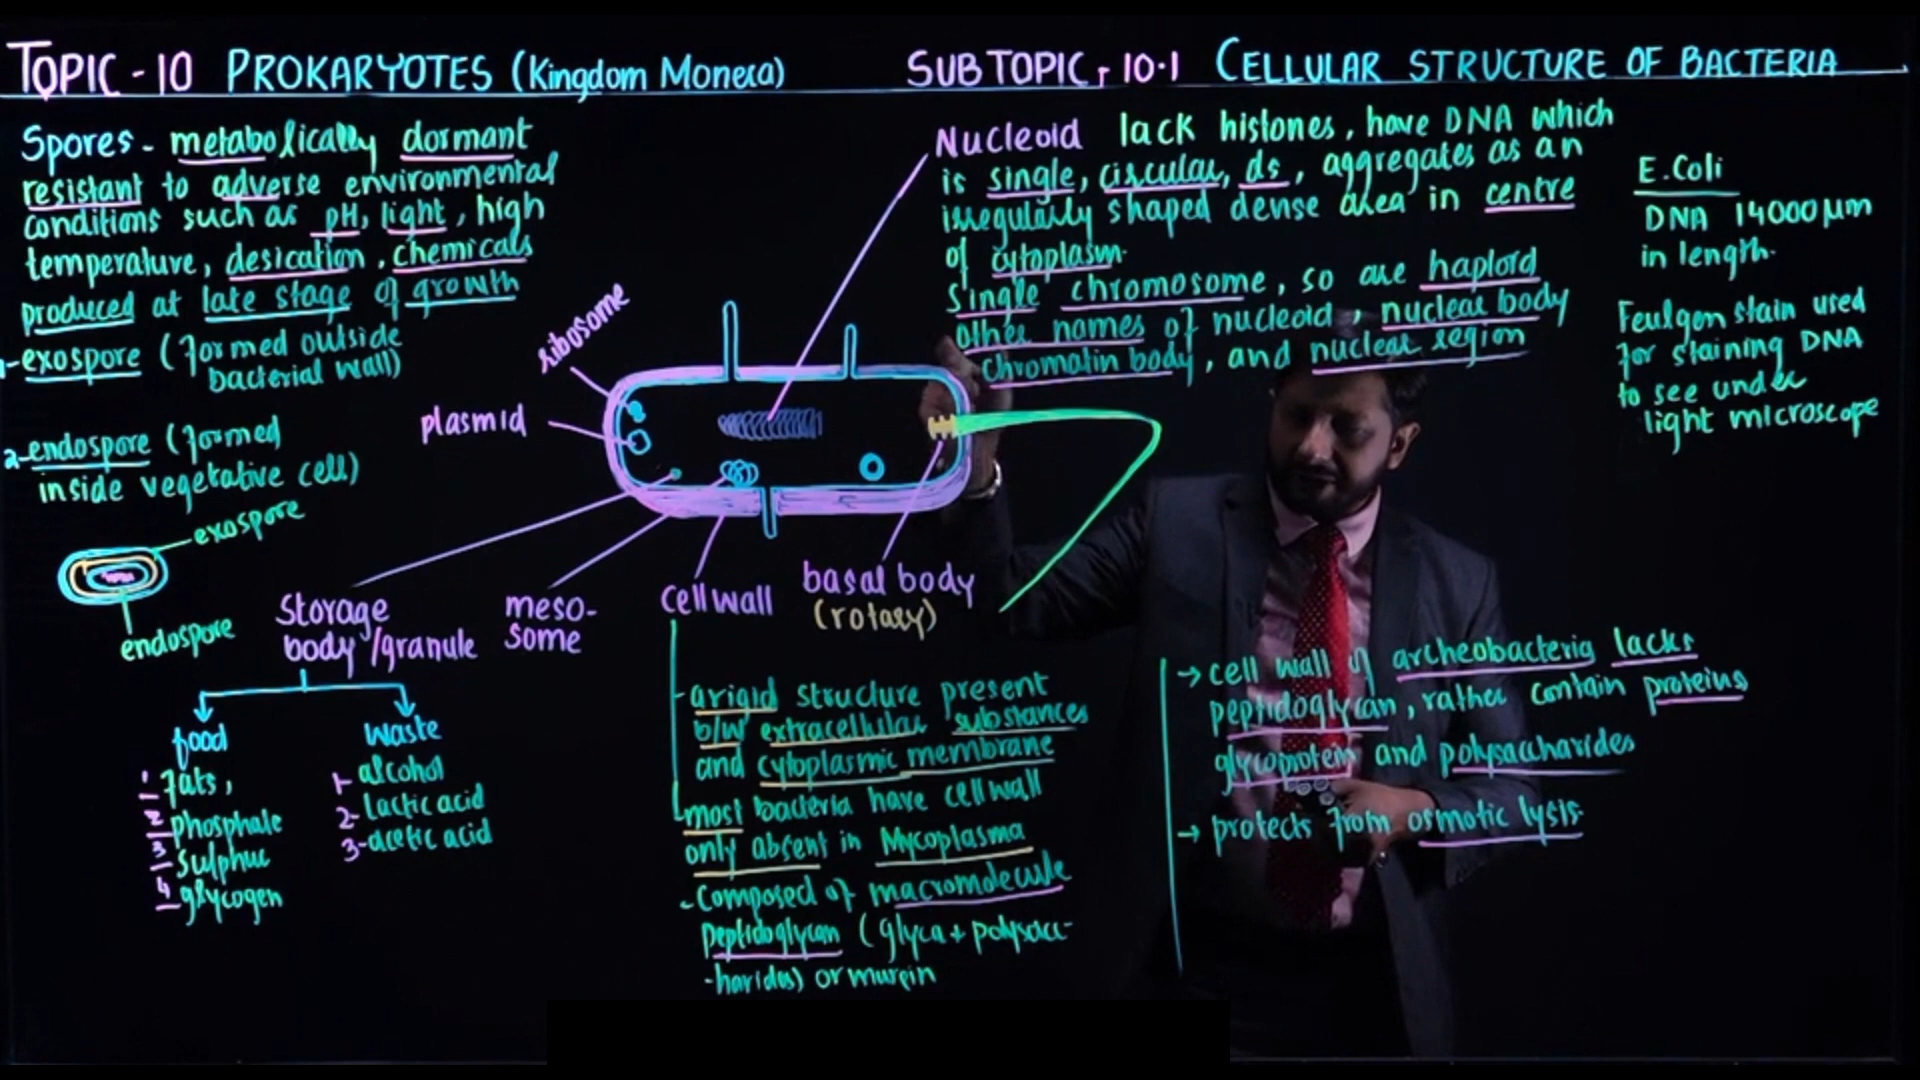 TOPIC - 10 PROKARYOTES (Kingdom Monera)
SUB TOPIC - 10.1 CELLULAR STRUCTURE OF BACTERIA
Spores - metabolically dormant
resistant to adverse environmental
conditions such as pH, light, high
temperature, desication, chemicals
produced at late stage of growth
1-exospore (formed outside
bacterial wall)
2-endospore (formed
inside vegetative cell)
exospore
endospore
ribosome
plasmid
Storage
body/granule
food
1 fats,
2 phosphate
3 Sulphur
4 glycogen
waste
1- alcohol
2- lactic acid
3- acetic acid
meso-
some
cell wall
basal body
(rotary)
- a rigid structure present
b/w extracellular substances
and cytoplasmic membrane
most bacteria have cell wall
only absent in Mycoplasma
- Composed of macromolecule
peptidoglycan (glyca + polysacc-
-harides) or murein
Nucleoid lack histones, have DNA which
is single, circular, ds, aggregates as an
irregularly shaped dense area in centre
of cytoplasm.
Single chromosome, so are haploid
other names of nucleoid, nuclear body
chromatin body, and nuclear region
E.Coli
DNA 14000 μm
in length.
Feulgen stain used
for staining DNA
to see under
light microscope
→ cell wall of archeobacteria lacks
peptidoglycan, rather contain proteins
glycoprotein and polysaccharides
→ protects from osmotic lysis.